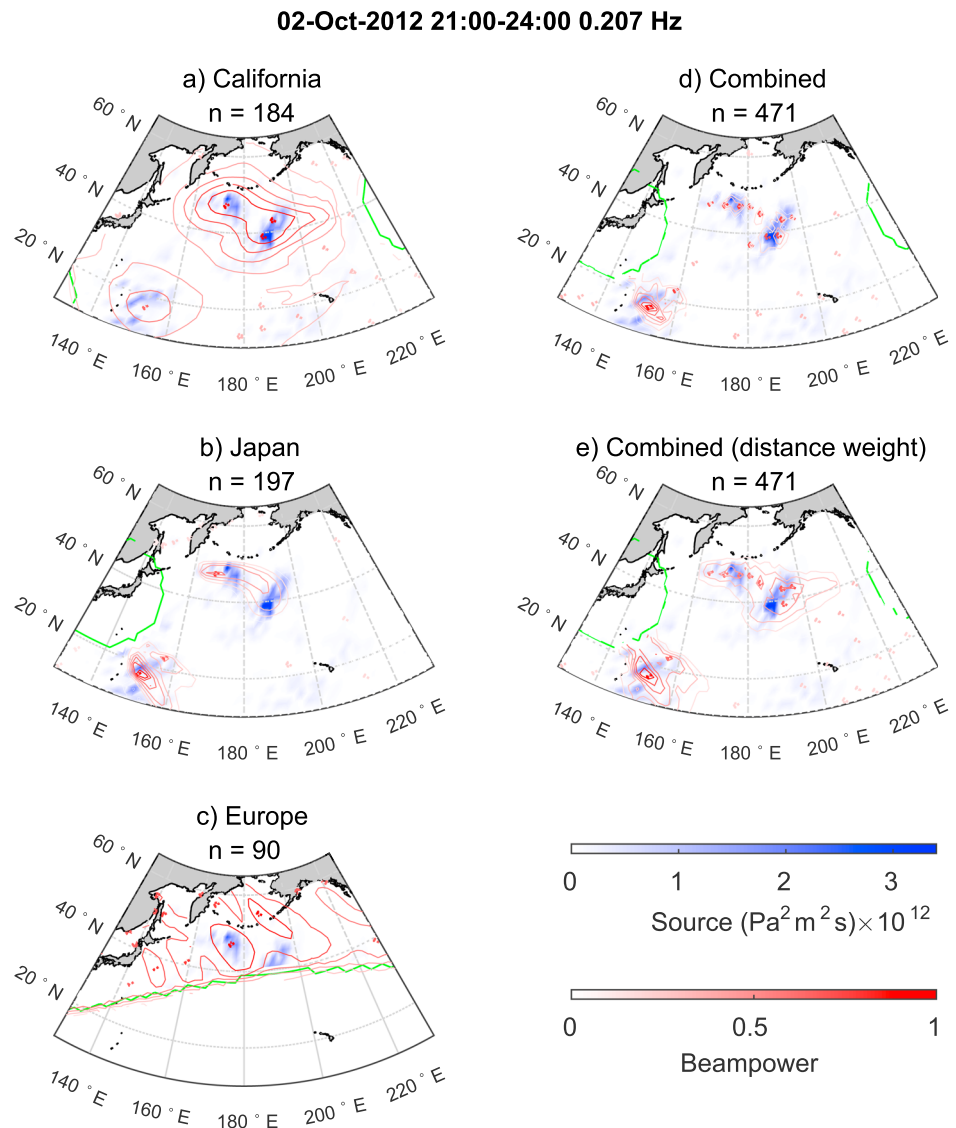 02-Oct-2012 21:00-24:00 0.207 Hz
a) California
n = 184
60 ° N
40 ° N
20 ° N
140 ° E
160 ° E
180 ° E
200 ° E
220 ° E
d) Combined
n = 471
60 ° N
40 ° N
20 ° N
140 ° E
160 ° E
180 ° E
200 ° E
220 ° E
b) Japan
n = 197
60 ° N
40 ° N
20 ° N
140 ° E
160 ° E
180 ° E
200 ° E
220 ° E
e) Combined (distance weight)
n = 471
60 ° N
40 ° N
20 ° N
140 ° E
160 ° E
180 ° E
200 ° E
220 ° E
c) Europe
n = 90
60 ° N
40 ° N
20 ° N
140 ° E
160 ° E
180 ° E
200 ° E
220 ° E
0 1 2 3
Source (Pa² m² s)×10¹²
0 0.5 1
Beampower